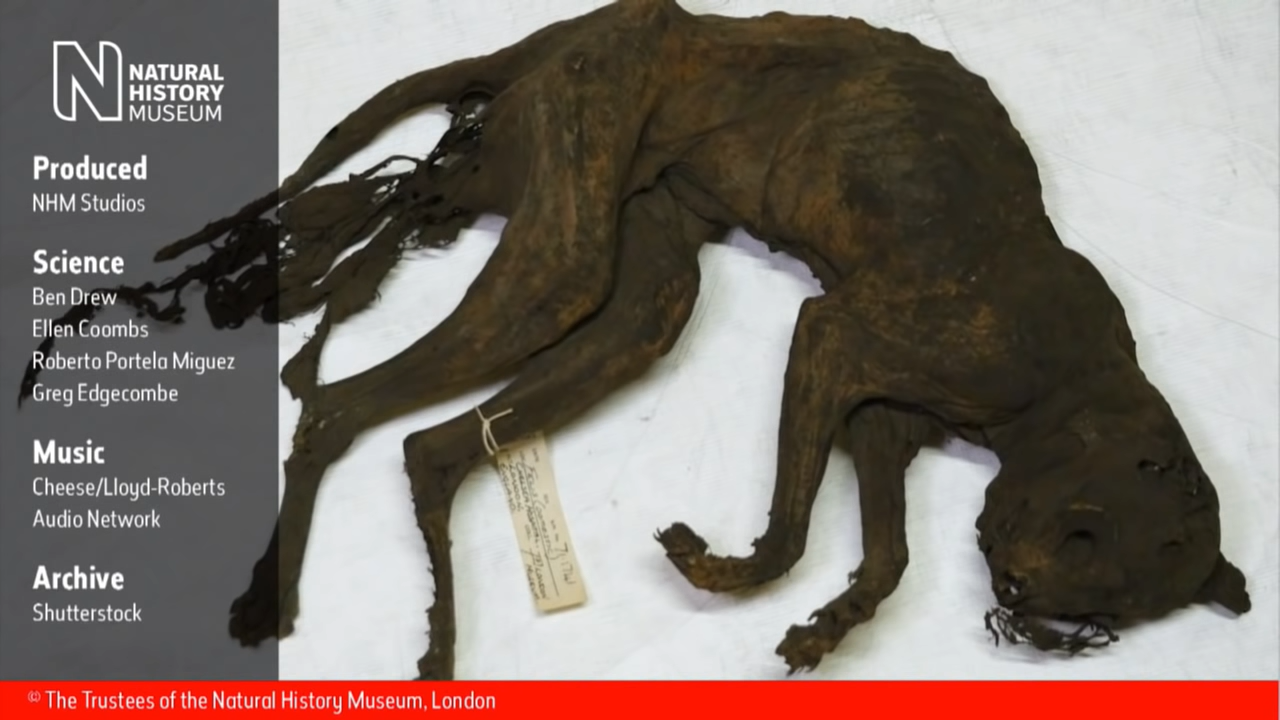 NATURAL
HISTORY
MUSEUM
Produced
NHM Studios
Science
Ben Drew
Ellen Coombs
Roberto Portela Miguez
Greg Edgecombe
Music
Cheese/Lloyd-Roberts
Audio Network
Archive
Shutterstock
© The Trustees of the Natural History Museum, London